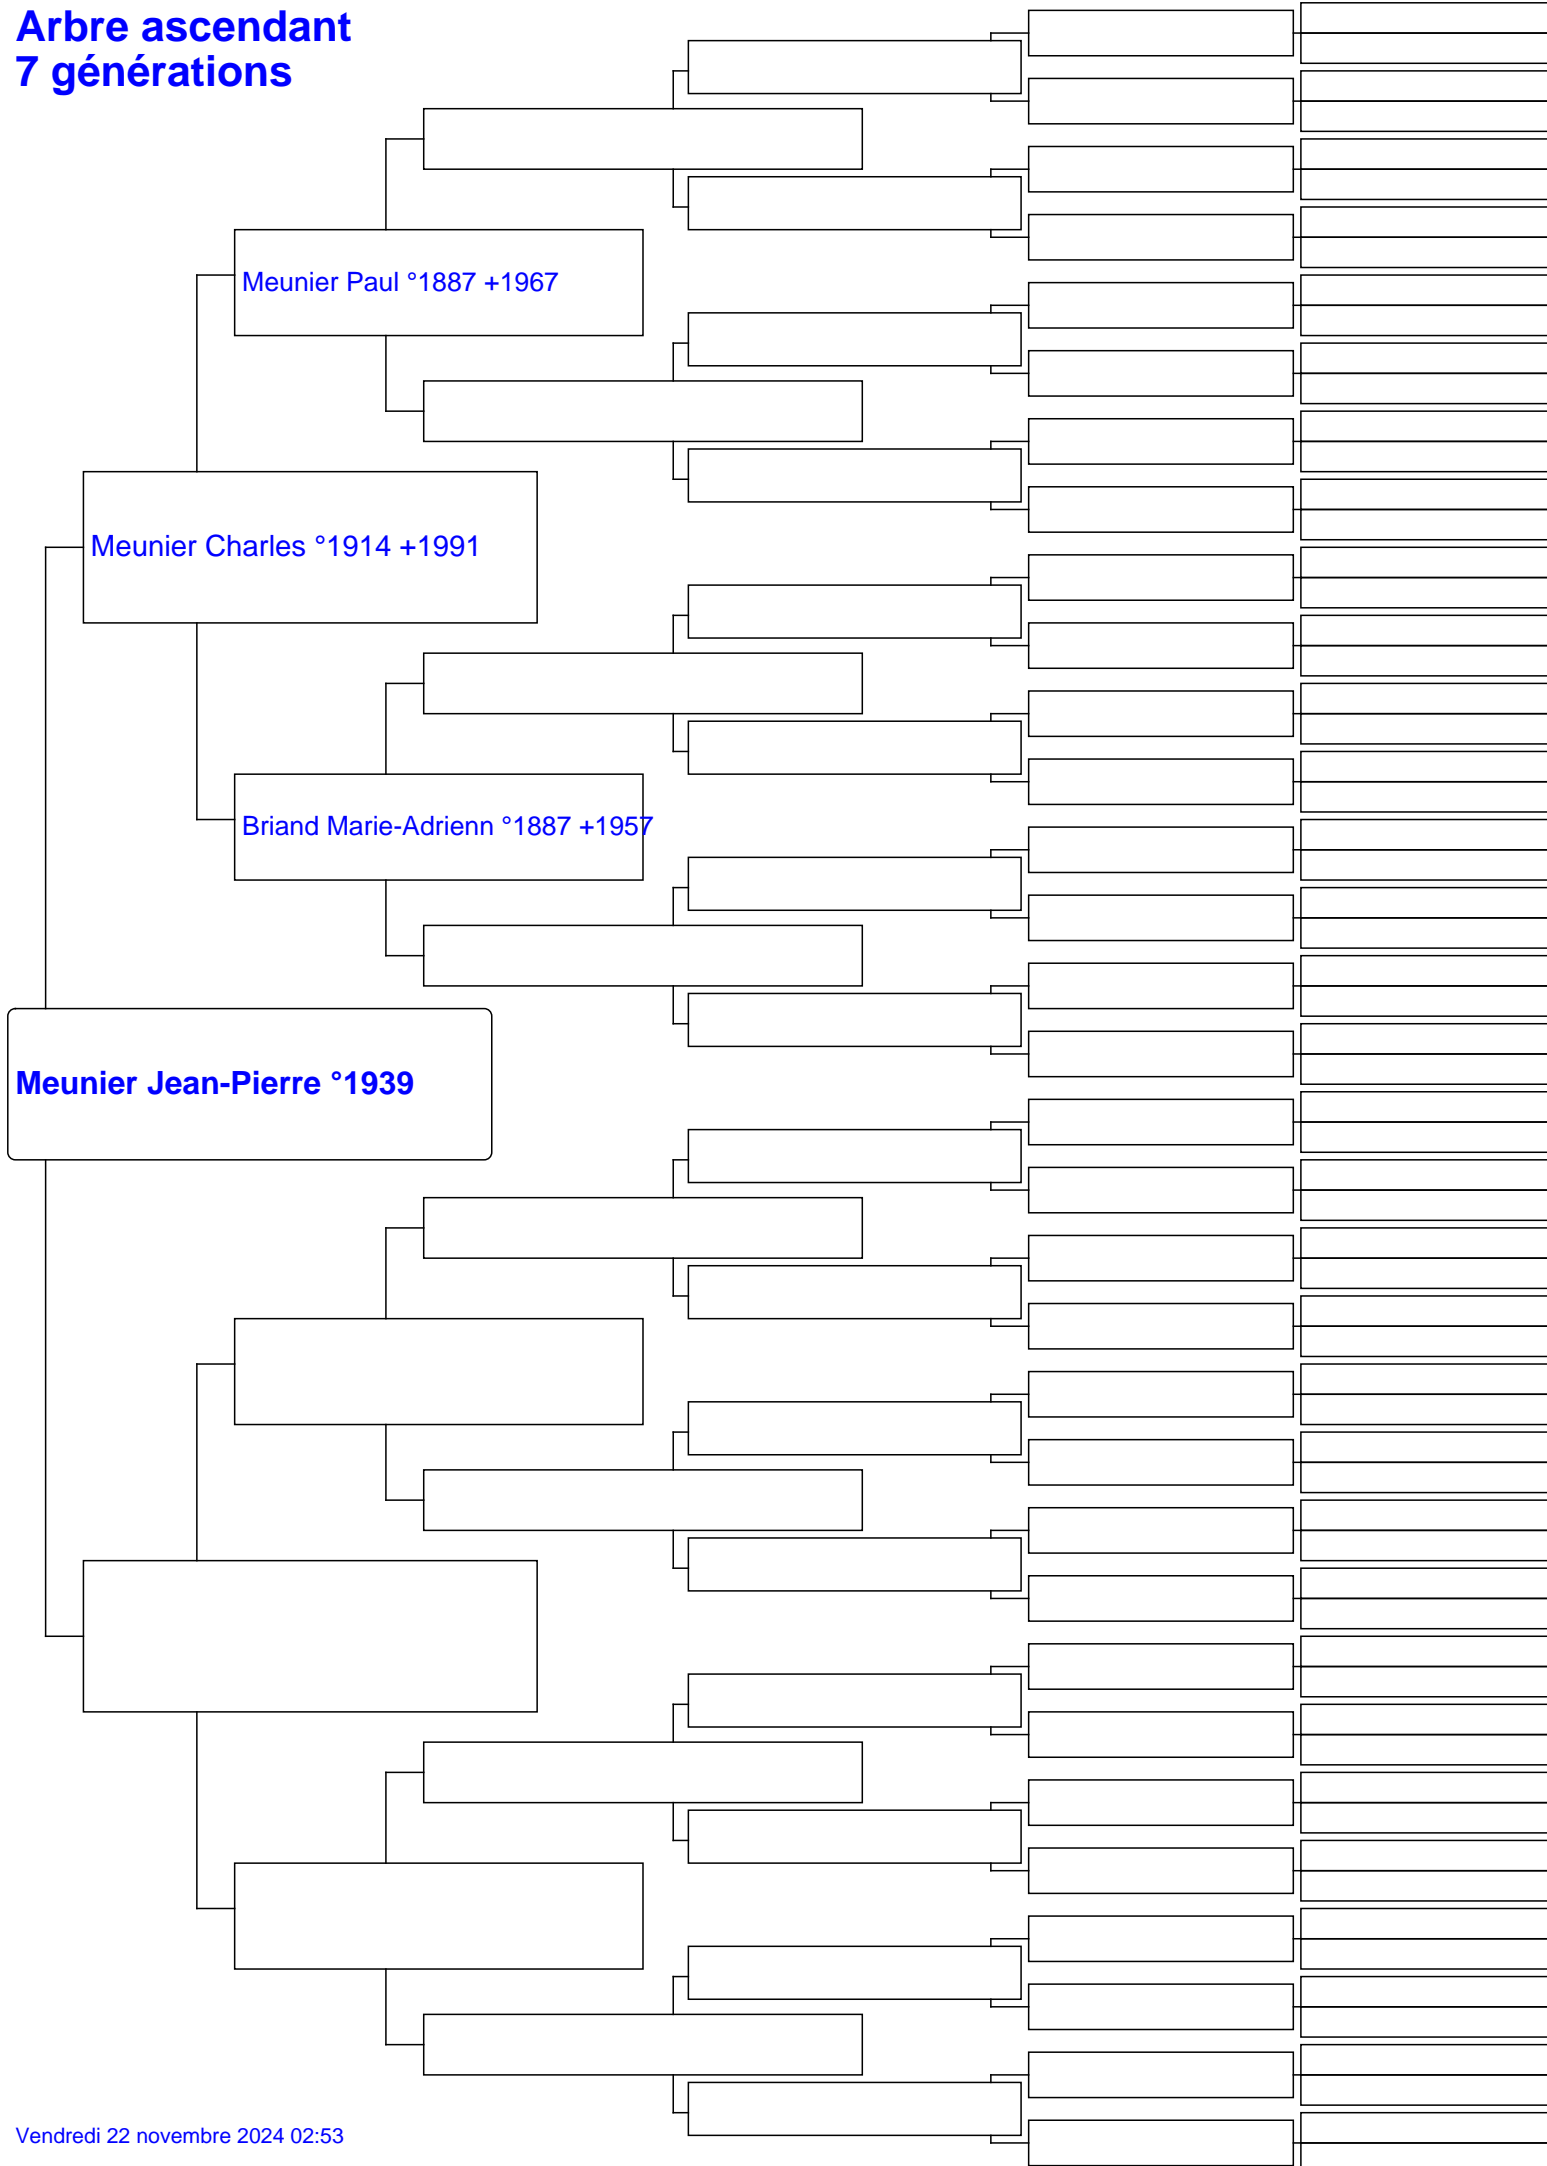 Arbre ascendant
7 générations
Meunier Paul °1887 +1967
Meunier Charles °1914 +1991
Briand Marie-Adrienn °1887 +1957
Meunier Jean-Pierre °1939
Vendredi 22 novembre 2024 02:53